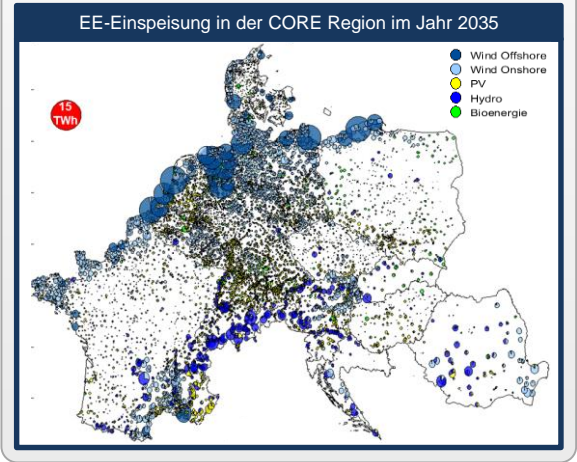 EE-Einspeisung in der CORE Region im Jahr 2035
Wind Offshore
Wind Onshore
PV
Hydro
Bioenergie
15
TWh